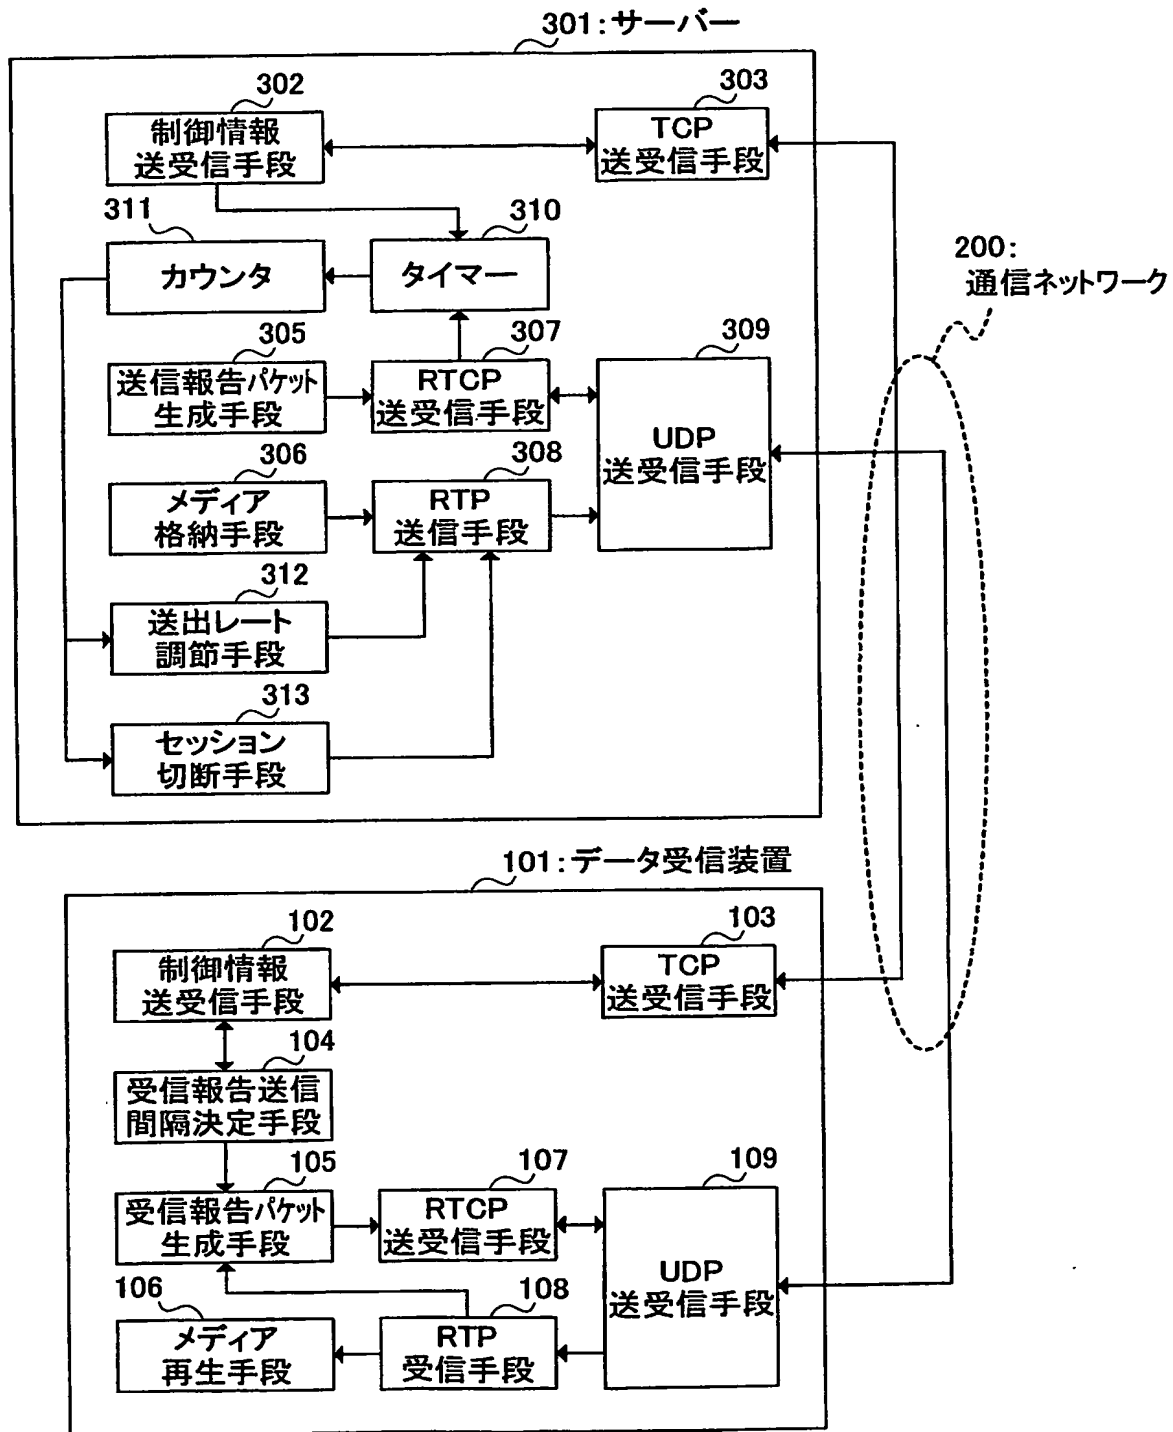 301:サーバー
302
303
制御情報
送受信手段
TCP
送受信手段
311
310
カウンタ
タイマー
200:
通信ネットワーク
305
307
309
送信報告パケット
生成手段
RTCP
送受信手段
UDP
送受信手段
306
308
メディア
格納手段
RTP
送信手段
312
送出レート
調節手段
313
セッション
切断手段
101:データ受信装置
102
103
制御情報
送受信手段
TCP
送受信手段
104
受信報告送信
間隔決定手段
105
107
109
受信報告パケット
生成手段
RTCP
送受信手段
UDP
送受信手段
106
108
メディア
再生手段
RTP
受信手段